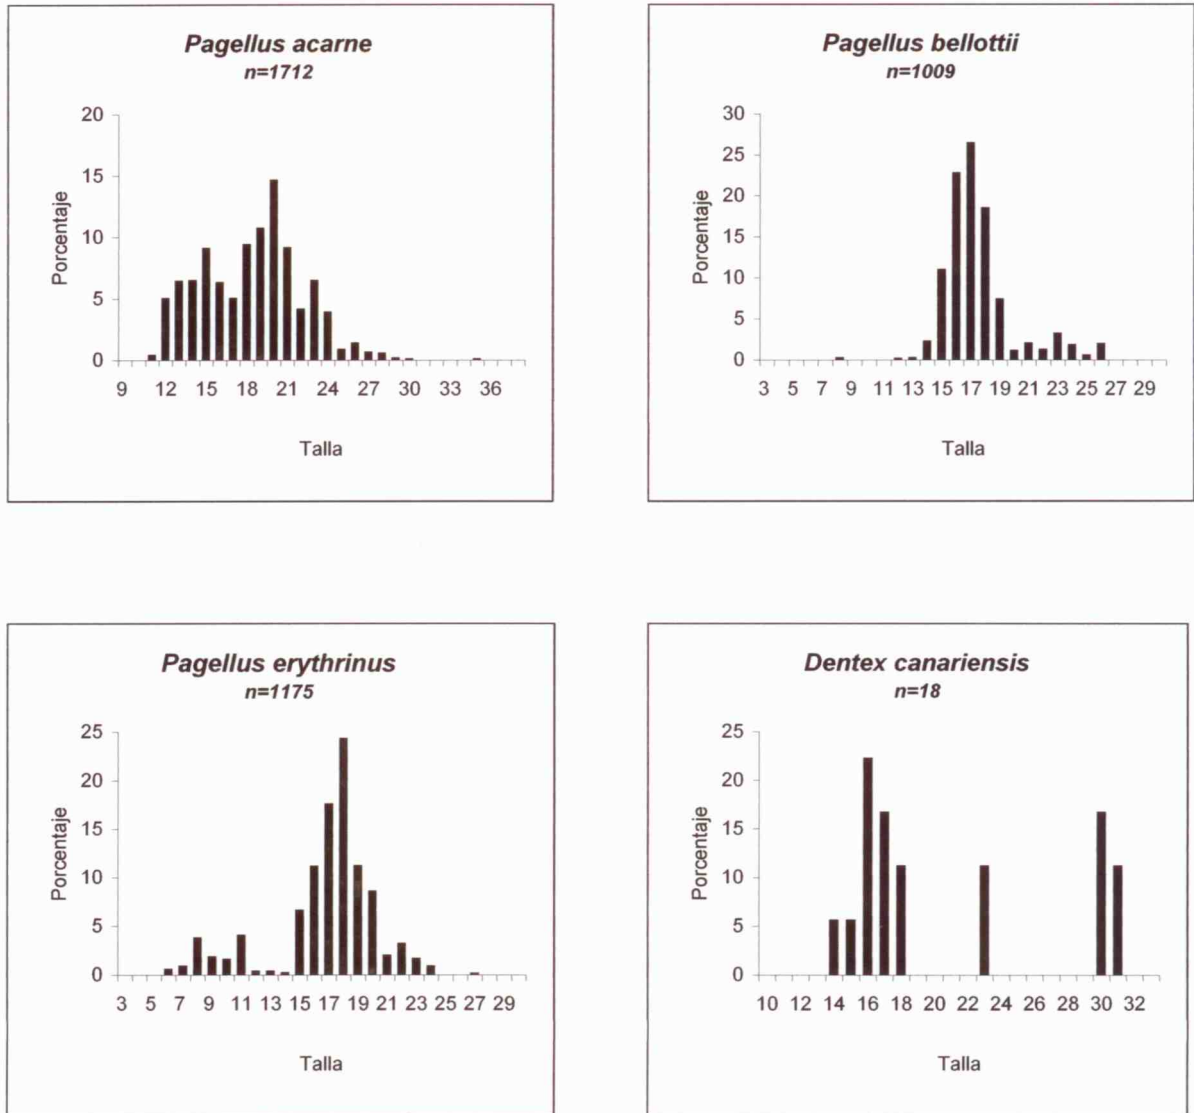 Pagellus acarne
n=1712
20
15
10
5
0
Porcentaje
9 12 15 18 21 24 27 30 33 36
Talla
Pagellus bellottii
n=1009
30
25
20
15
10
5
0
Porcentaje
3 5 7 9 11 13 15 17 19 21 23 25 27 29
Talla
Pagellus erythrinus
n=1175
25
20
15
10
5
0
Porcentaje
3 5 7 9 11 13 15 17 19 21 23 25 27 29
Talla
Dentex canariensis
n=18
25
20
15
10
5
0
Porcentaje
10 12 14 16 18 20 22 24 26 28 30 32
Talla